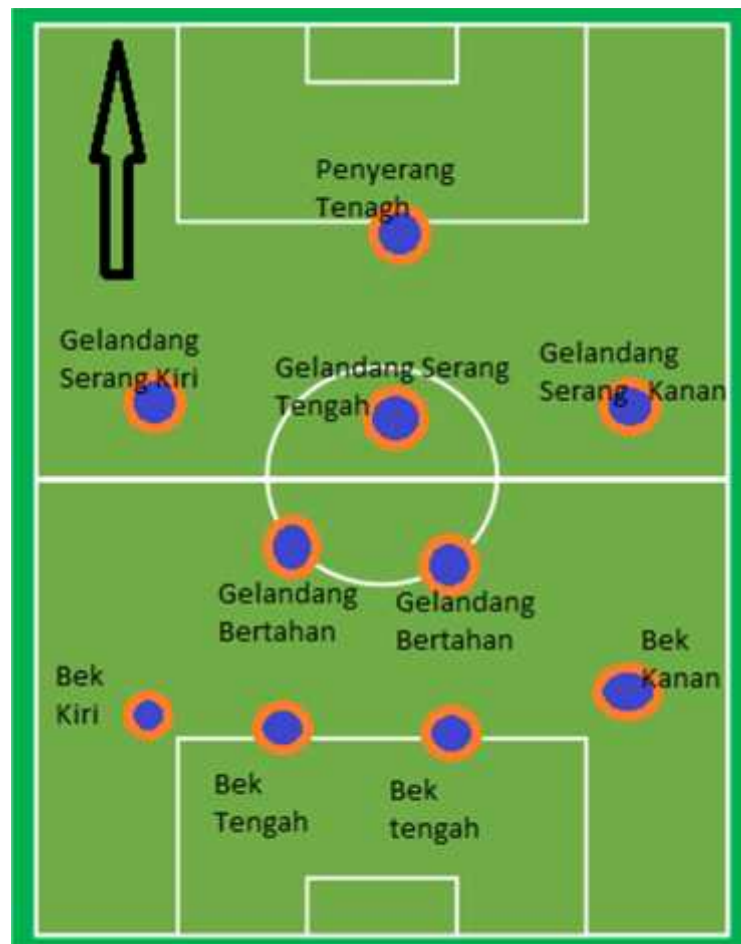 Penyerang
Tenagh
Gelandang
Serang Kiri
Gelandang Serang
Tengah
Gelandang
Serang Kanan
Gelandang
Bertahan
Gelandang
Bertahan
Bek
Kiri
Bek
Kanan
Bek
Tengah
Bek
tengah